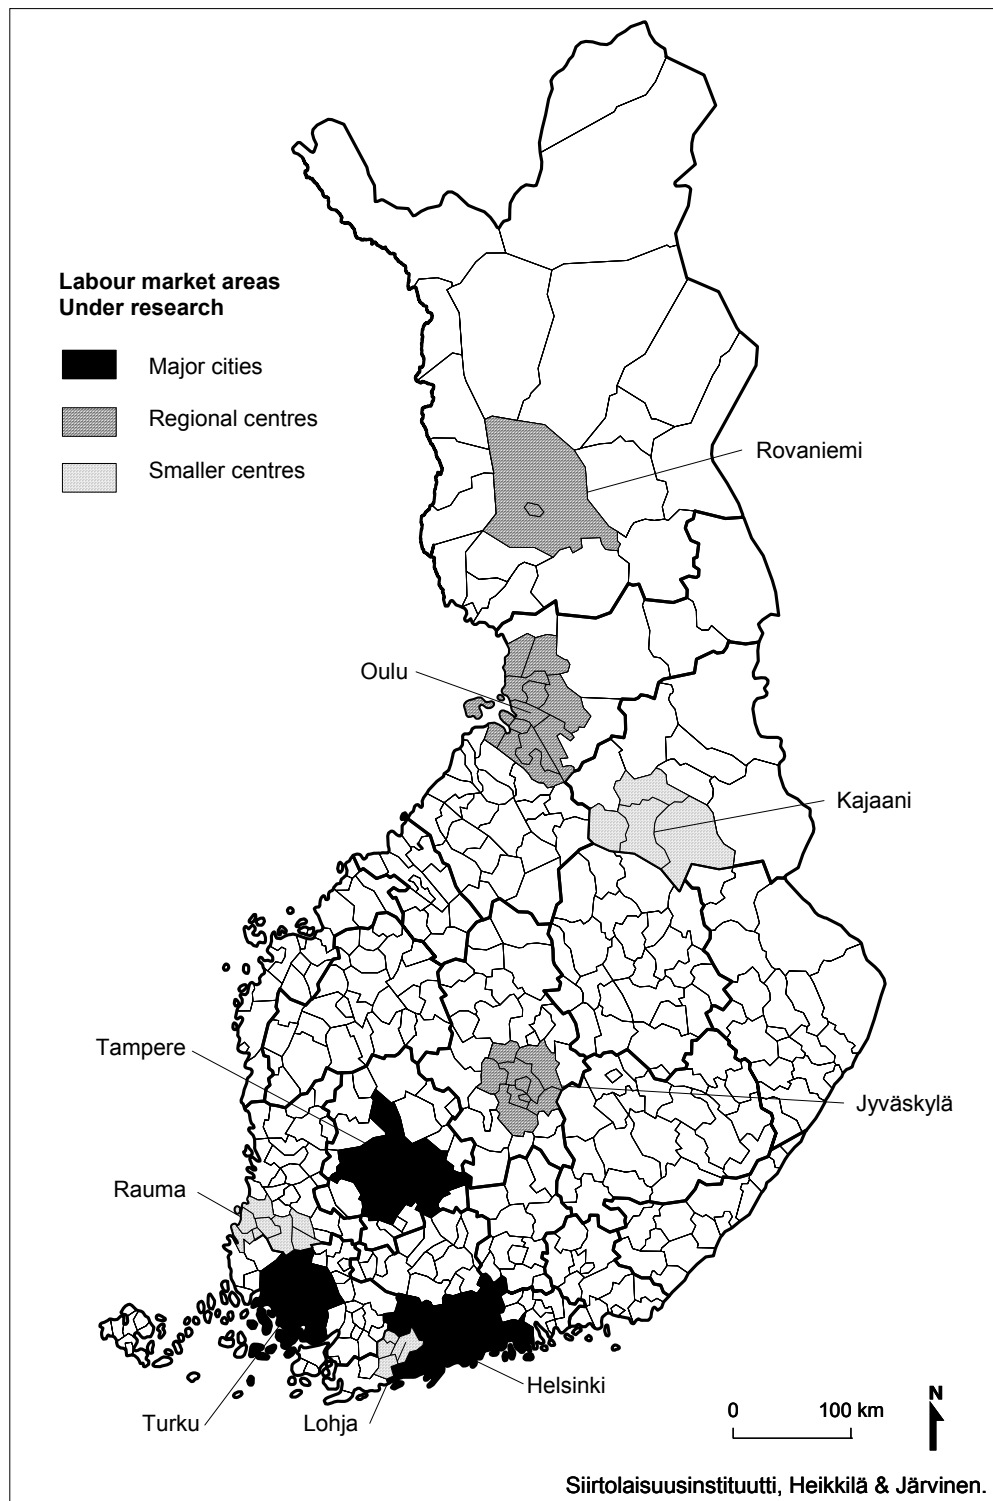 Labour market areas
Under research
Major cities
Regional centres
Smaller centres
Rovaniemi
Oulu
Kajaani
Tampere
Jyväskylä
Rauma
Helsinki
Turku
Lohja
0 100 km
N
Siirtolaisuusinstituutti, Heikkilä & Järvinen.